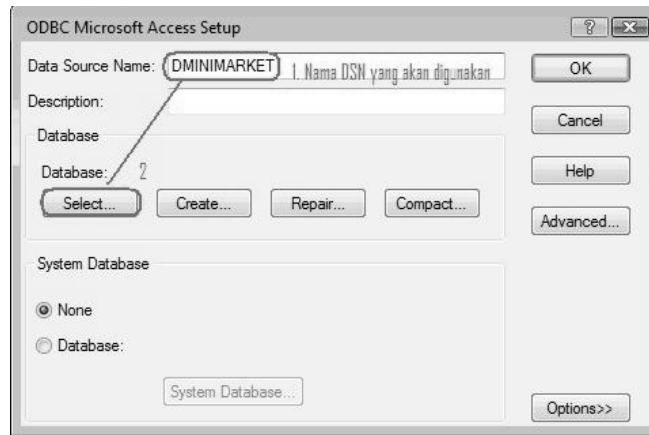 ODBC Microsoft Access Setup
Data Source Name: DMINIMARKET 1. Nama DSN yang akan digunakan
OK
Description:
Cancel
Database
Database: 2
Help
Select... Create... Repair... Compact...
Advanced...
System Database
None
Database:
System Database...
Options>>